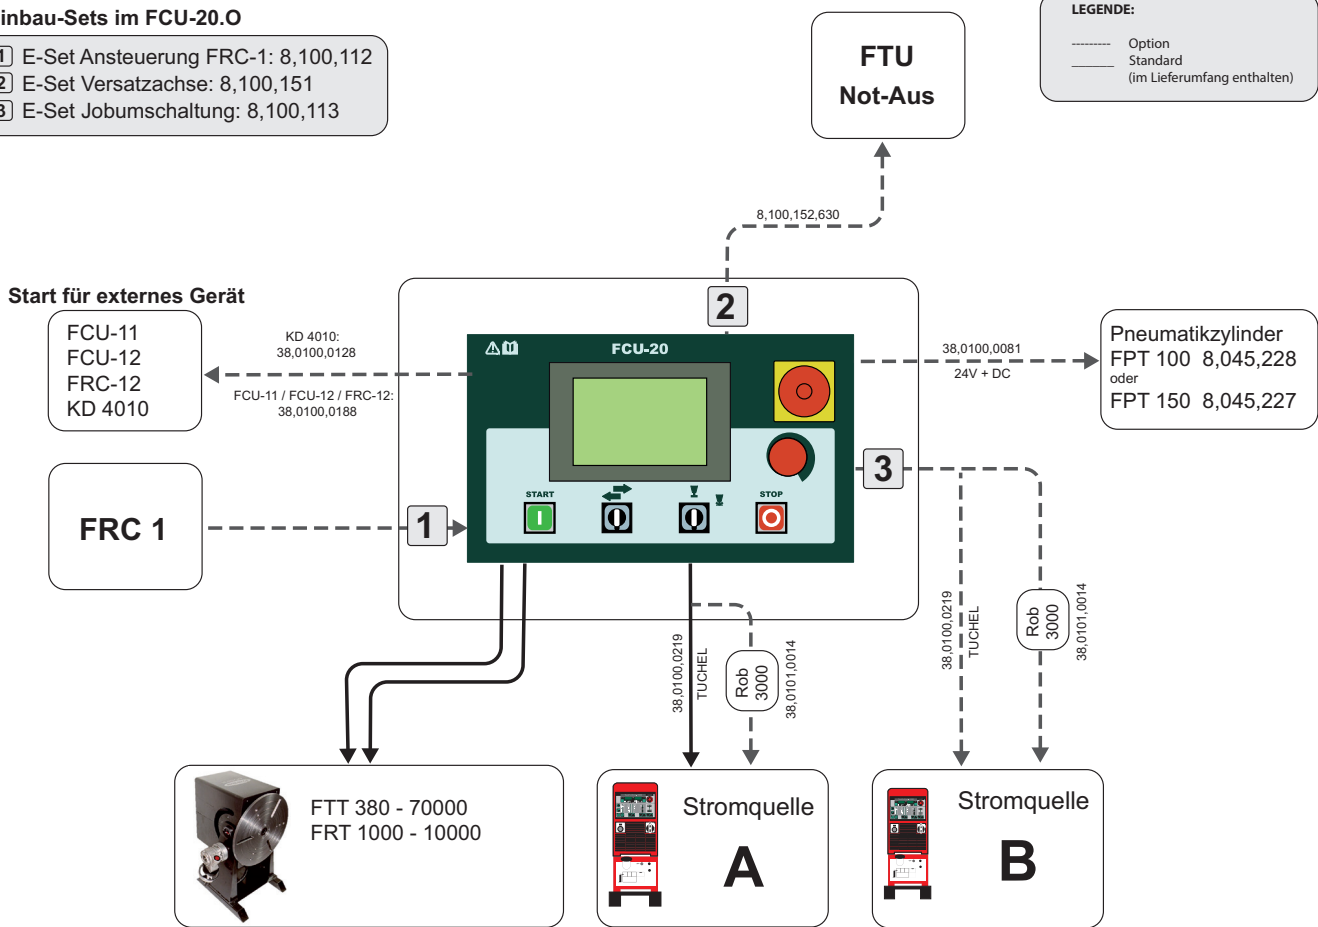 inbau-Sets im FCU-20.O
1 E-Set Ansteuerung FRC-1: 8,100,112
2 E-Set Versatzachse: 8,100,151
3 E-Set Jobumschaltung: 8,100,113
LEGENDE:
--------- Option
______ Standard
(im Lieferumfang enthalten)
FTU
Not-Aus
8,100,152,630
Start für externes Gerät
FCU-11
FCU-12
FRC-12
KD 4010
KD 4010:
38,0100,0128
FCU-11 / FCU-12 / FRC-12:
38,0100,0188
2
FCU-20
START
STOP
38,0100,0081
24V + DC
Pneumatikzylinder
FPT 100 8,045,228
oder
FPT 150 8,045,227
3
FRC 1
1
38,0100,0219
TUCHEL
Rob
3000
38,0101,0014
38,0100,0219
TUCHEL
Rob
3000
38,0101,0014
FTT 380 - 70000
FRT 1000 - 10000
Stromquelle
A
Stromquelle
B